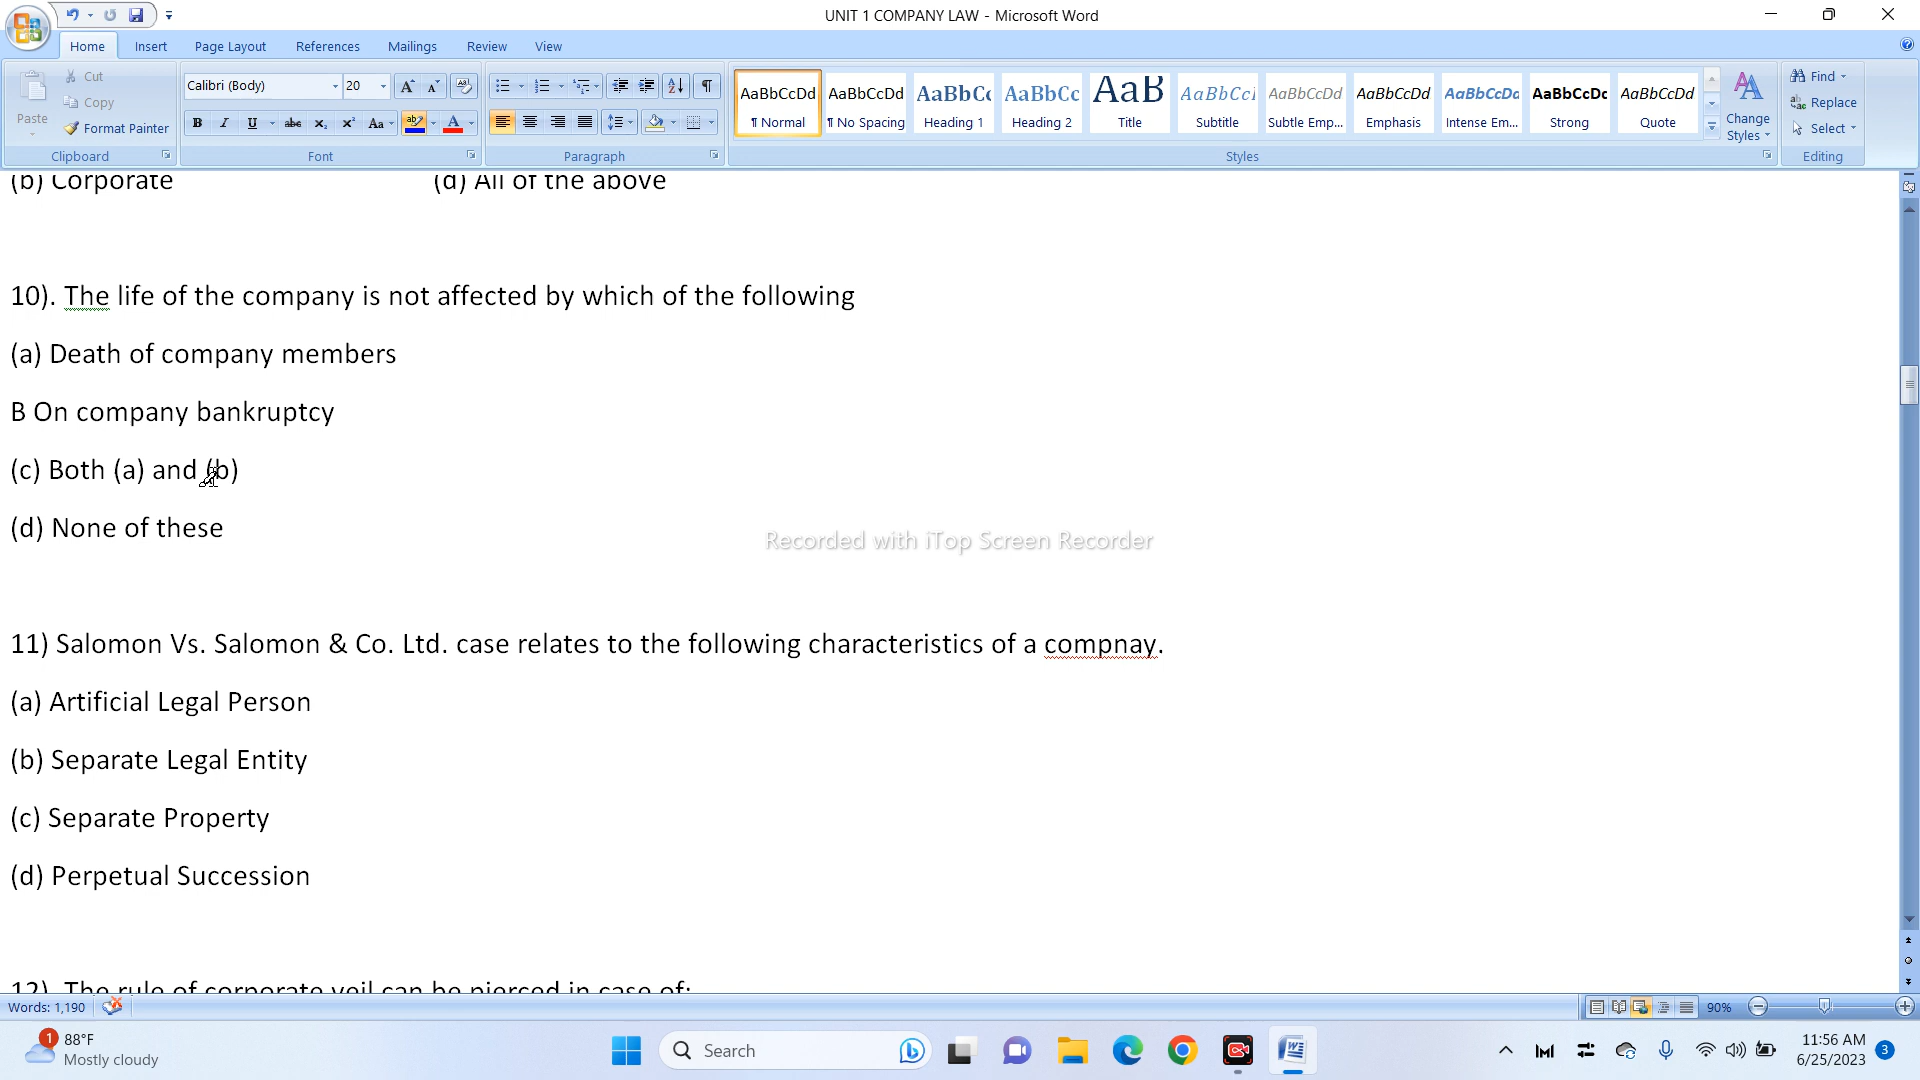 UNIT 1 COMPANY LAW - Microsoft Word
Home Insert Page Layout References Mailings Review View
Paste
Cut
Copy
Format Painter
Clipboard
Calibri (Body) 20
Font
Paragraph
AaBbCcDd AaBbCcDd AaBbCc AaBbCc AaB AaBbCcI AaBbCcDd AaBbCcDd AaBbCcDd AaBbCcDc AaBbCcDd
¶ Normal ¶ No Spacing Heading 1 Heading 2 Title Subtitle Subtle Emp... Emphasis Intense Em... Strong Quote
Styles
Change
Styles
Find
Replace
Select
Editing
(b) Corporate (d) All of the above
10). The life of the company is not affected by which of the following
(a) Death of company members
B On company bankruptcy
(c) Both (a) and (b)
(d) None of these
Recorded with iTop Screen Recorder
11) Salomon Vs. Salomon & Co. Ltd. case relates to the following characteristics of a compnay.
(a) Artificial Legal Person
(b) Separate Legal Entity
(c) Separate Property
(d) Perpetual Succession
12). The rule of corporate veil can be pierced in case of:
Words: 1,190 90%
1 88°F
Mostly cloudy
Search
11:56 AM
6/25/2023 3